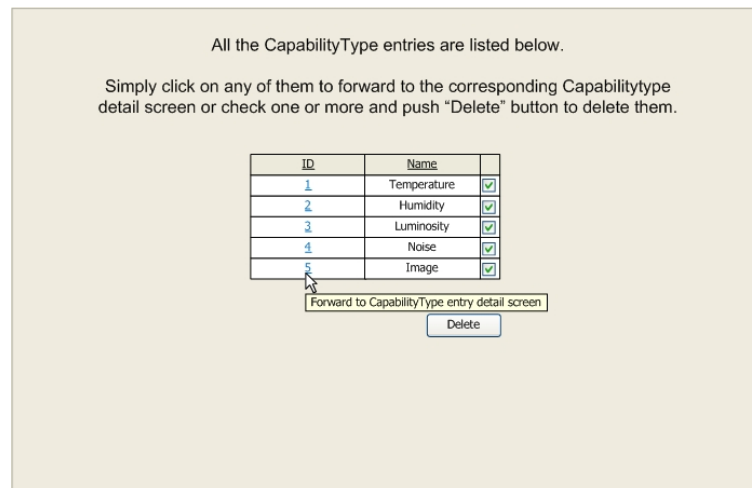 All the CapabilityType entries are listed below.
Simply click on any of them to forward to the corresponding Capabilitytype
detail screen or check one or more and push “Delete” button to delete them.
ID Name
1 Temperature
2 Humidity
3 Luminosity
4 Noise
5 Image
Forward to CapabilityType entry detail screen
Delete